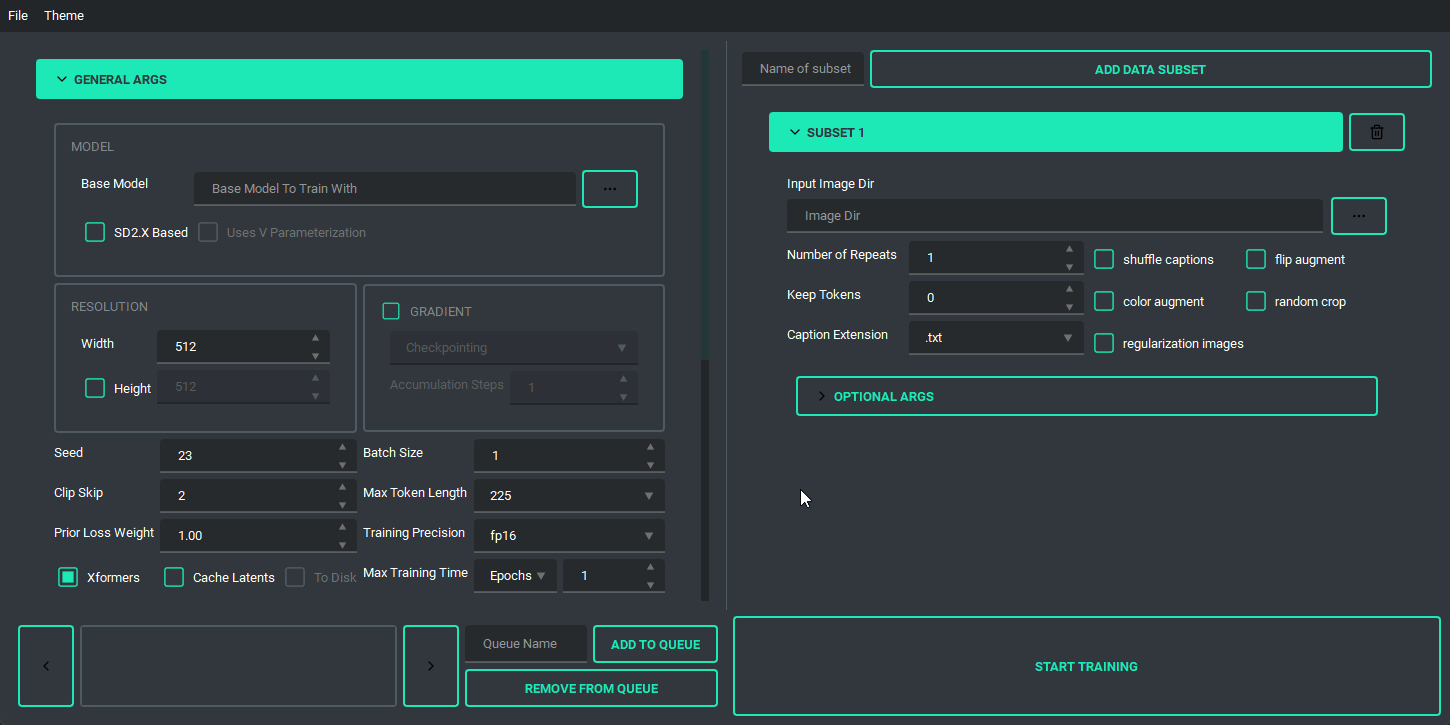 File Theme
GENERAL ARGS
MODEL
Base Model Base Model To Train With ...
SD2.X Based Uses V Parameterization
RESOLUTION
Width 512
Height 512
GRADIENT
Checkpointing
Accumulation Steps 1
Seed 23 Batch Size 1
Clip Skip 2 Max Token Length 225
Prior Loss Weight 1.00 Training Precision fp16
Xformers Cache Latents To Disk Max Training Time Epochs 1
< > Queue Name ADD TO QUEUE
REMOVE FROM QUEUE
Name of subset ADD DATA SUBSET
SUBSET 1
Input Image Dir
Image Dir ...
Number of Repeats 1 shuffle captions flip augment
Keep Tokens 0 color augment random crop
Caption Extension .txt regularization images
OPTIONAL ARGS
START TRAINING